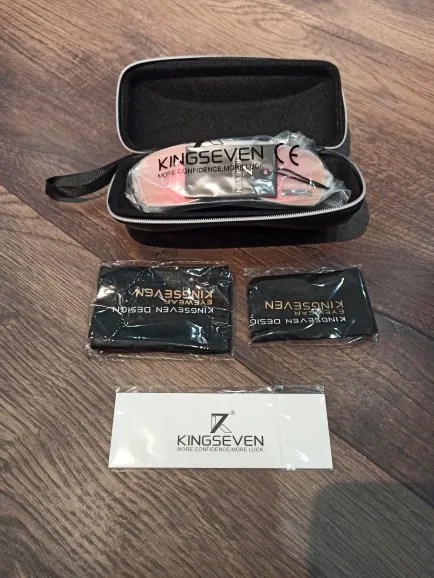 KINGSEVEN
MORE CONFIDENCE,MORE LUCK
CE
KINGSEVEN
EYEWEAR
KINGSEVEN DESIGN
KINGSEVEN
EYEWEAR
KINGSEVEN DESIGN
®
KINGSEVEN
MORE CONFIDENCE,MORE LUCK